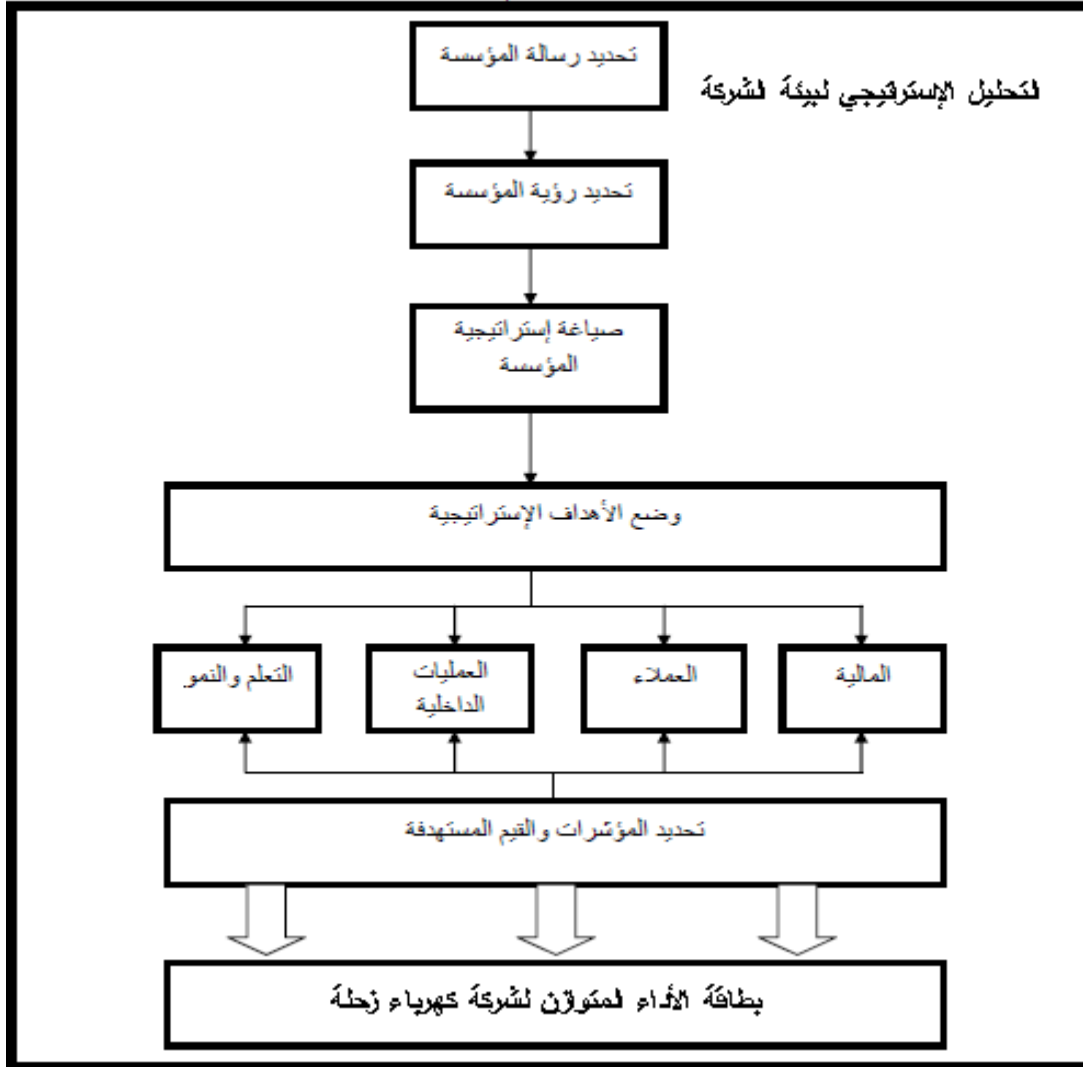 تحديد رسالة المؤسسة
التحليل الإستراتيجي لبيئة الشركة
تحديد رؤية المؤسسة
صياغة إستراتيجية
المؤسسة
وضع الأهداف الإستراتيجية
المالية
العملاء
العمليات
الداخلية
التعلم والنمو
تحديد المؤشرات والقيم المستهدفة
بطاقة الأداء المتوازن لشركة كهرباء زحلة